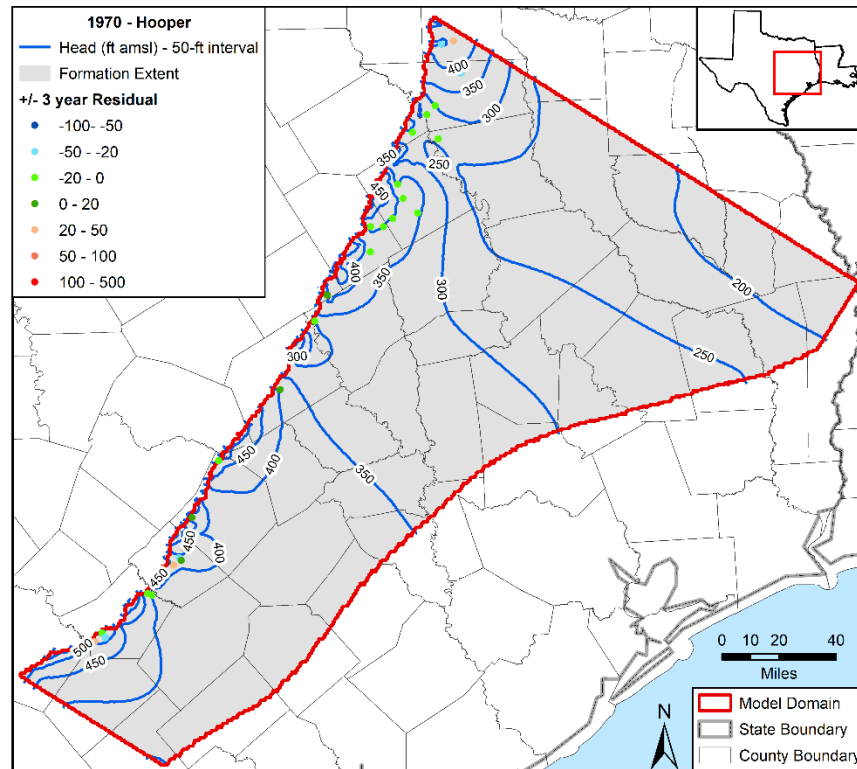 1970 - Hooper
Head (ft amsl) - 50-ft interval
Formation Extent
+/- 3 year Residual
-100- -50
-50 - -20
-20 - 0
0 - 20
20 - 50
50 - 100
100 - 500
400
350
300
350
250
450
400
350
300
200
300
250
450
400
350
450
400
450
500
450
0 10 20 40
Miles
N
Model Domain
State Boundary
County Boundary